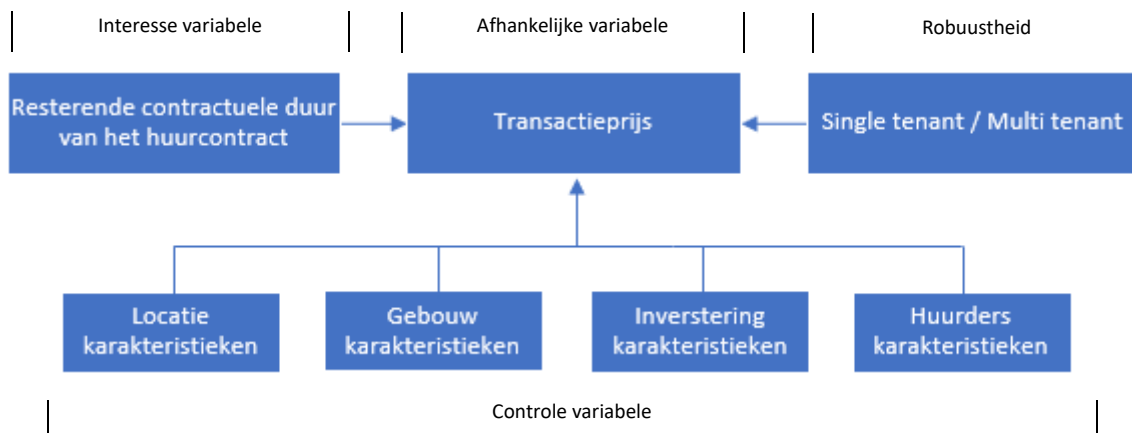 Interesse variabele
Afhankelijke variabele
Robuustheid
Resterende contractuele duur
van het huurcontract
Transactieprijs
Single tenant / Multi tenant
Locatie
karakteristieken
Gebouw
karakteristieken
Inverstering
karakteristieken
Huurders
karakteristieken
Controle variabele